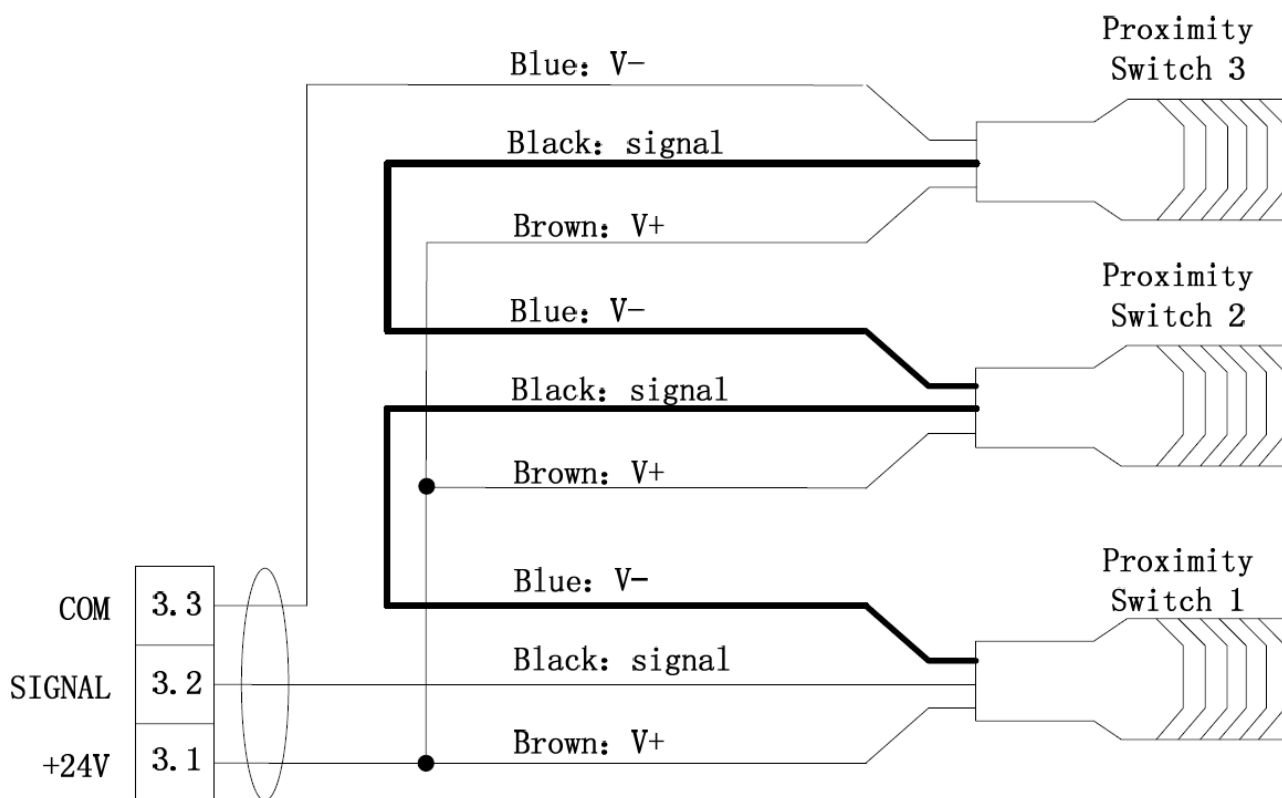 Proximity
Switch 3
Blue: V-
Black: signal
Brown: V+
Proximity
Switch 2
Blue: V-
Black: signal
Brown: V+
Proximity
Switch 1
Blue: V-
Black: signal
Brown: V+
COM 3.3
SIGNAL 3.2
+24V 3.1